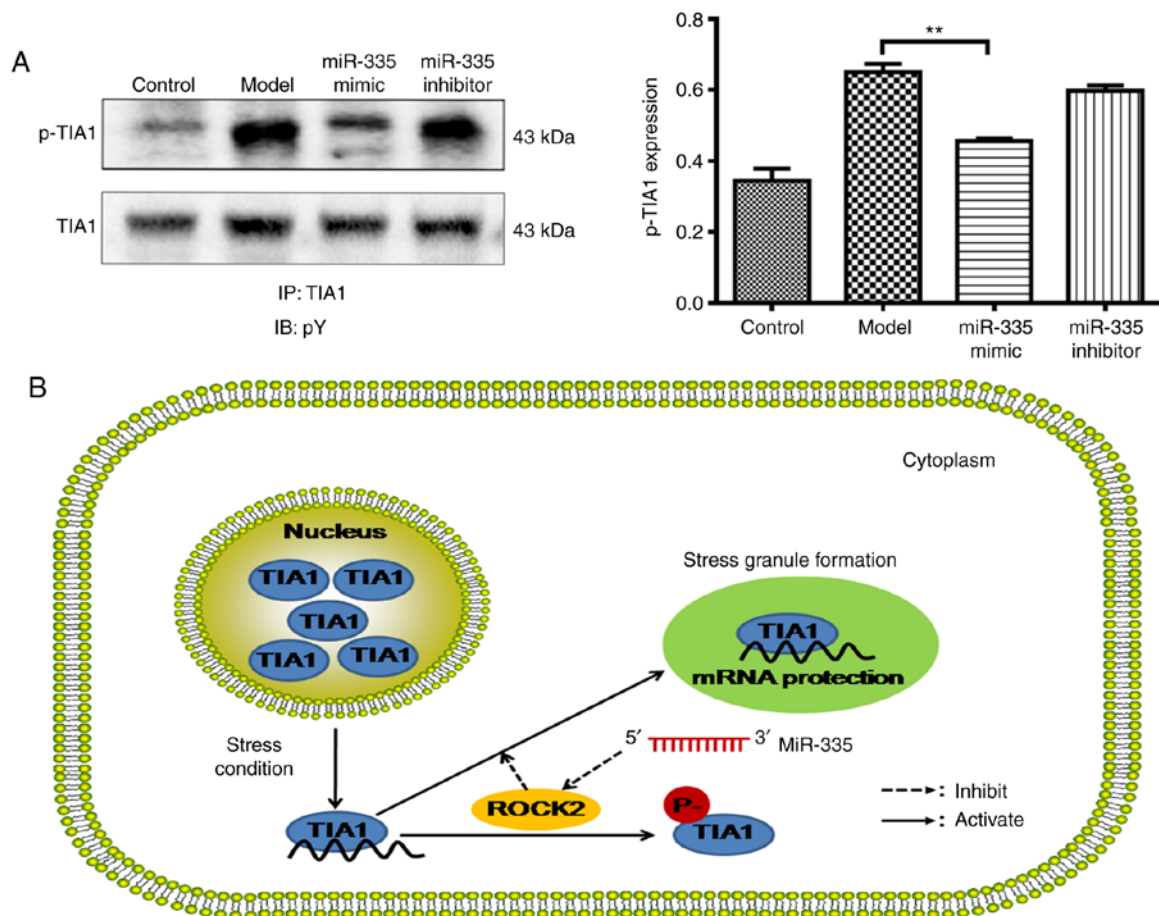 A
Control
Model
miR-335
mimic
miR-335
inhibitor
p-TIA1
43 kDa
TIA1
43 kDa
IP: TIA1
IB: pY
p-TIA1 expression
0.8
0.6
0.4
0.2
0.0
**
Control
Model
miR-335
mimic
miR-335
inhibitor
B
Cytoplasm
Nucleus
TIA1
TIA1
TIA1
TIA1
TIA1
Stress granule formation
TIA1
mRNA protection
Stress
condition
5′
3′
MiR-335
ROCK2
TIA1
P-
TIA1
: Inhibit
: Activate